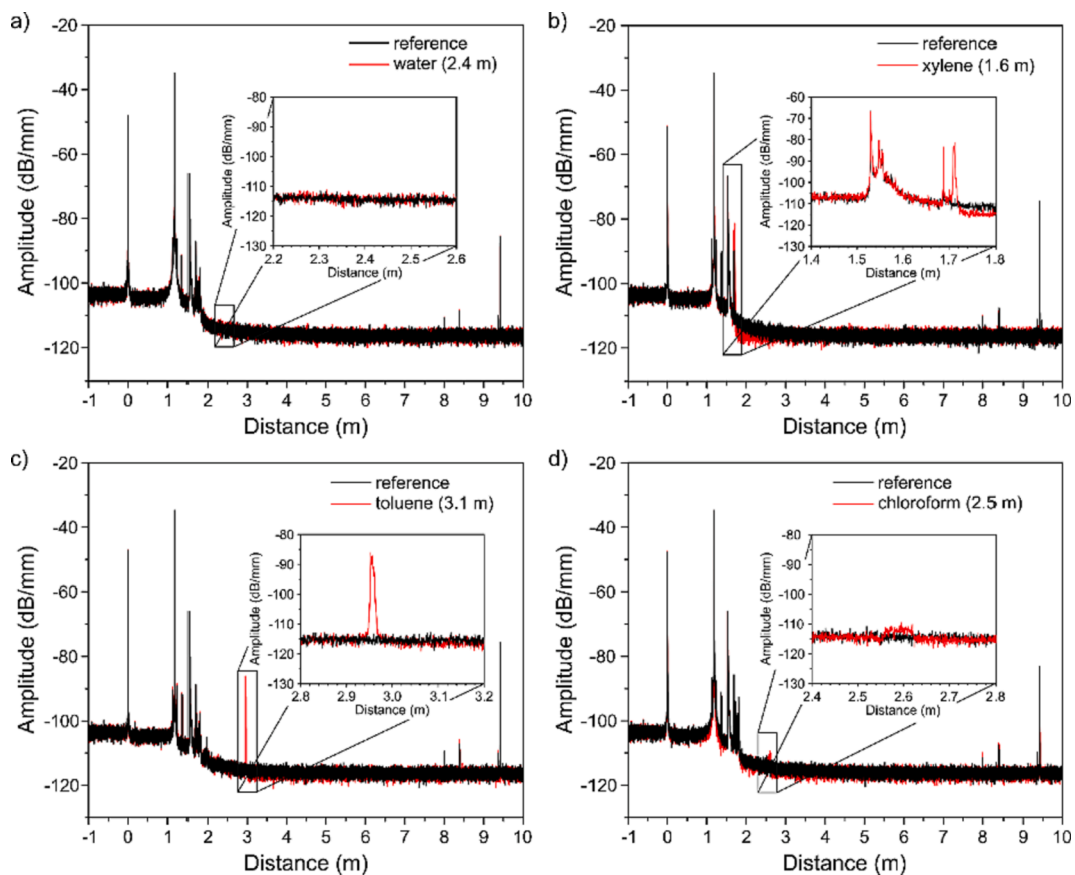 a)
reference
water (2.4 m)
Amplitude (dB/mm)
-20
-40
-60
-80
-100
-120
Amplitude (dB/mm)
-80
-90
-100
-110
-120
-130
2.2 2.3 2.4 2.5 2.6
Distance (m)
-1 0 1 2 3 4 5 6 7 8 9 10
Distance (m)
b)
reference
xylene (1.6 m)
Amplitude (dB/mm)
-20
-40
-60
-80
-100
-120
Amplitude (dB/mm)
-60
-70
-80
-90
-100
-110
-120
-130
1.4 1.5 1.6 1.7 1.8
Distance (m)
-1 0 1 2 3 4 5 6 7 8 9 10
Distance (m)
c)
reference
toluene (3.1 m)
Amplitude (dB/mm)
-20
-40
-60
-80
-100
-120
Amplitude (dB/mm)
-80
-90
-100
-110
-120
-130
2.8 2.9 3.0 3.1 3.2
Distance (m)
-1 0 1 2 3 4 5 6 7 8 9 10
Distance (m)
d)
reference
chloroform (2.5 m)
Amplitude (dB/mm)
-20
-40
-60
-80
-100
-120
Amplitude (dB/mm)
-80
-90
-100
-110
-120
-130
2.4 2.5 2.6 2.7 2.8
Distance (m)
-1 0 1 2 3 4 5 6 7 8 9 10
Distance (m)